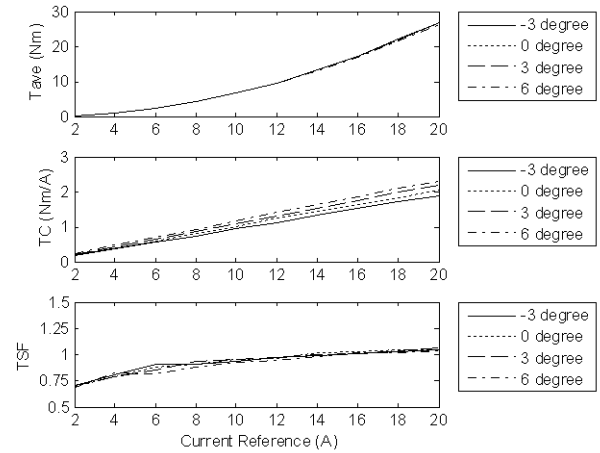 30
20
10
0
Tave (Nm)
2 4 6 8 10 12 14 16 18 20
-3 degree
0 degree
3 degree
6 degree
3
2
1
0
TC (Nm/A)
2 4 6 8 10 12 14 16 18 20
-3 degree
0 degree
3 degree
6 degree
1.5
1.25
1
0.75
0.5
TSF
2 4 6 8 10 12 14 16 18 20
Current Reference (A)
-3 degree
0 degree
3 degree
6 degree